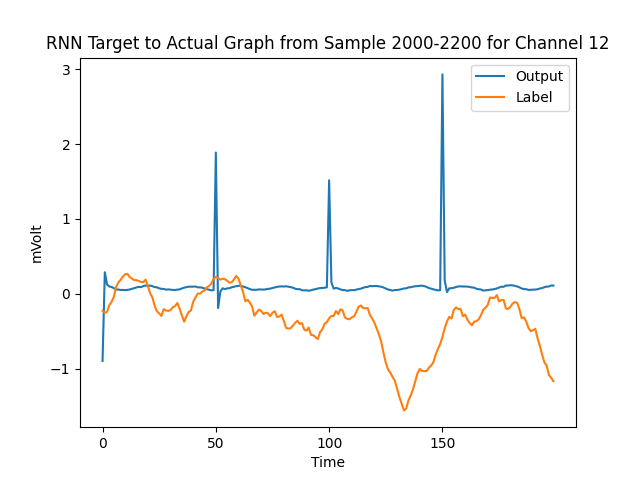 RNN Target to Actual Graph from Sample 2000-2200 for Channel 12
3
Output
Label
2
1
mVolt
0
−1
0
50
100
150
Time